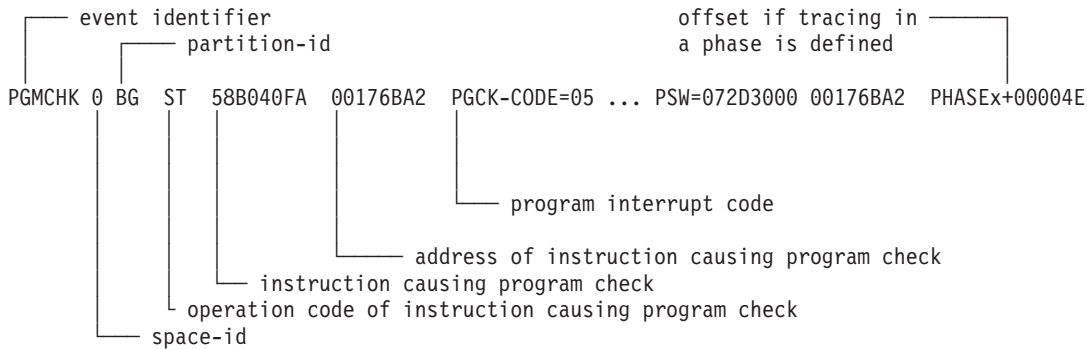 event identifier
offset if tracing in
partition-id
a phase is defined
PGMCHK 0 BG ST 58B040FA 00176BA2 PGCK-CODE=05 ... PSW=072D3000 00176BA2 PHASEx+00004E
program interrupt code
address of instruction causing program check
instruction causing program check
operation code of instruction causing program check
space-id